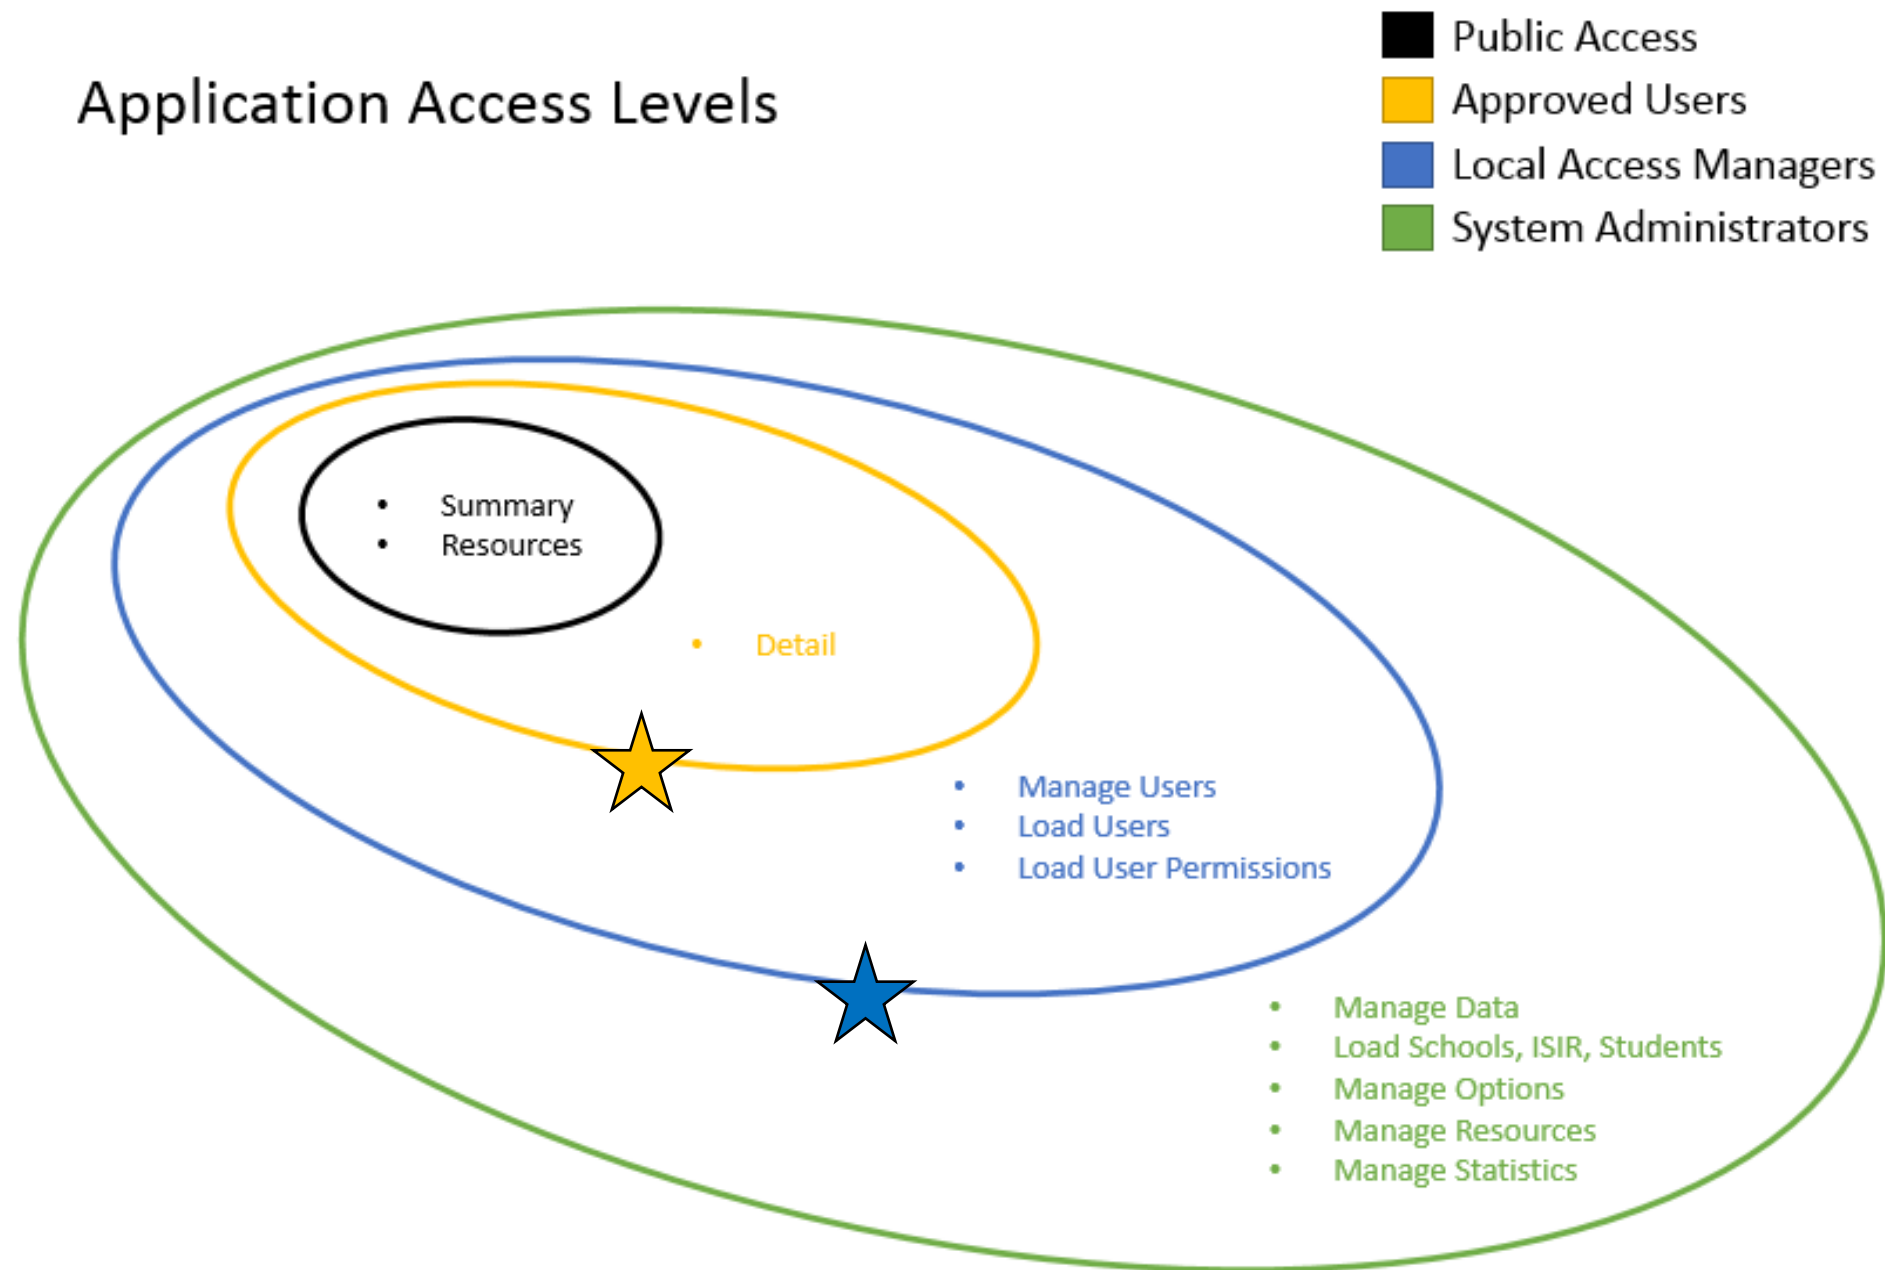 Application Access Levels
Public Access
Approved Users
Local Access Managers
System Administrators
• Summary
• Resources
• Detail
• Manage Users
• Load Users
• Load User Permissions
• Manage Data
• Load Schools, ISIR, Students
• Manage Options
• Manage Resources
• Manage Statistics